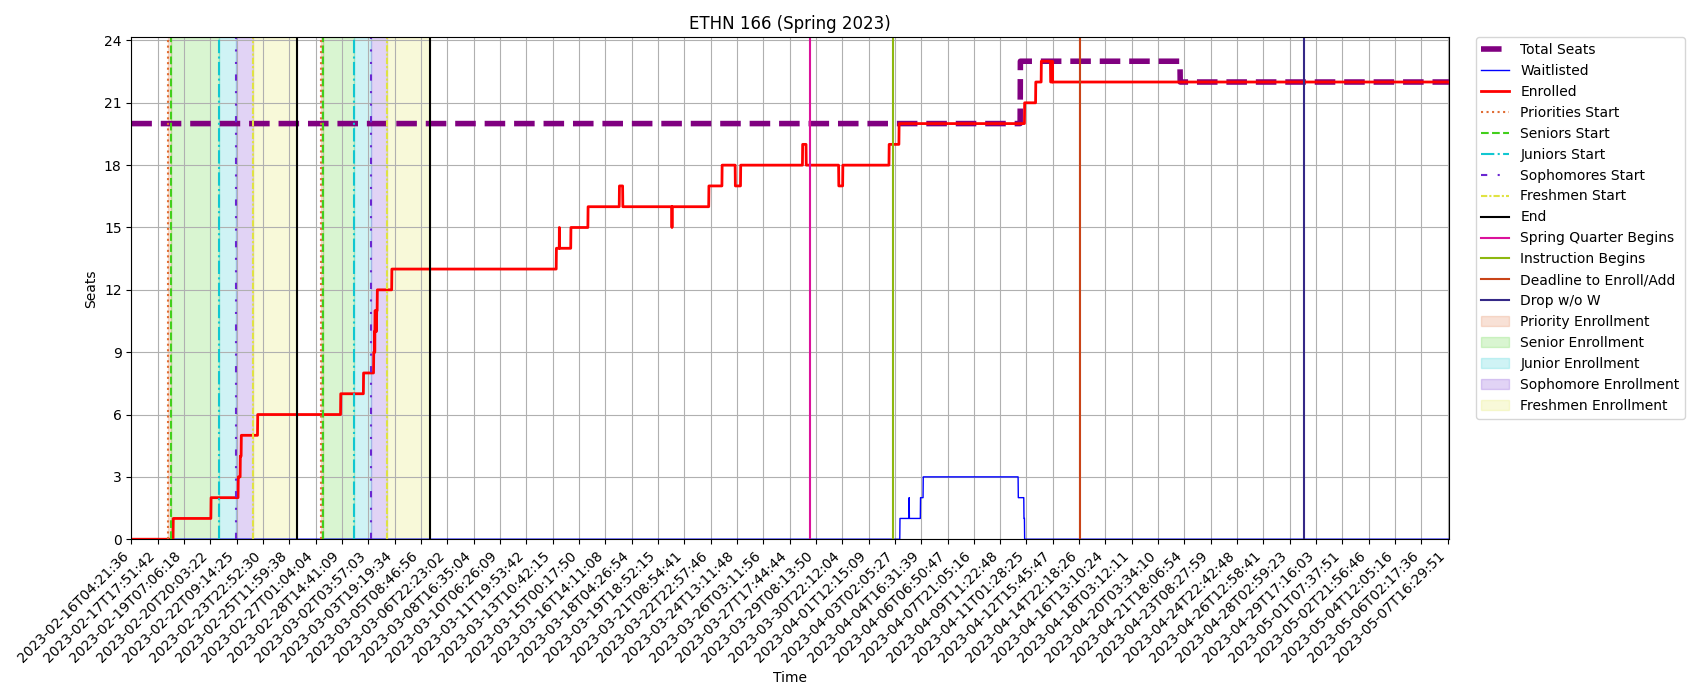 ETHN 166 (Spring 2023)
24
21
18
15
12
9
6
3
0
Seats
2023-02-16T04:21:36
2023-02-17T17:51:42
2023-02-19T07:06:18
2023-02-20T20:03:22
2023-02-22T09:14:25
2023-02-23T22:52:30
2023-02-25T11:59:38
2023-02-27T01:04:04
2023-02-28T14:41:09
2023-03-02T03:57:03
2023-03-03T19:19:34
2023-03-05T08:46:56
2023-03-06T22:23:02
2023-03-08T16:35:04
2023-03-10T06:26:09
2023-03-11T19:53:42
2023-03-13T10:42:15
2023-03-15T00:17:50
2023-03-16T14:11:08
2023-03-18T04:26:54
2023-03-19T18:52:15
2023-03-21T08:54:41
2023-03-22T22:57:46
2023-03-24T13:11:48
2023-03-26T03:11:56
2023-03-27T17:44:44
2023-03-29T08:13:50
2023-03-30T22:12:04
2023-04-01T12:15:09
2023-04-03T02:05:27
2023-04-04T16:31:39
2023-04-06T06:50:47
2023-04-07T21:05:16
2023-04-09T11:22:48
2023-04-11T01:28:25
2023-04-12T15:45:47
2023-04-14T22:18:26
2023-04-16T13:10:24
2023-04-18T03:12:11
2023-04-20T03:34:10
2023-04-21T18:06:54
2023-04-23T08:27:59
2023-04-24T22:42:48
2023-04-26T12:58:41
2023-04-28T02:59:23
2023-04-29T17:16:03
2023-05-01T07:37:51
2023-05-02T21:56:46
2023-05-04T12:05:16
2023-05-06T02:17:36
2023-05-07T16:29:51
Time
Total Seats
Waitlisted
Enrolled
Priorities Start
Seniors Start
Juniors Start
Sophomores Start
Freshmen Start
End
Spring Quarter Begins
Instruction Begins
Deadline to Enroll/Add
Drop w/o W
Priority Enrollment
Senior Enrollment
Junior Enrollment
Sophomore Enrollment
Freshmen Enrollment